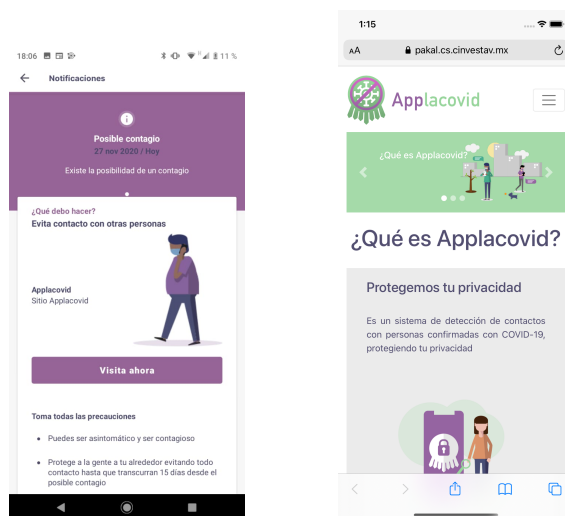 18:06
11 %
Notificaciones
Posible contagio
27 nov 2020 / Hoy
Existe la posibilidad de un contagio
¿Qué debo hacer?
Evita contacto con otras personas
Applacovid
Sitio Applacovid
Visita ahora
Toma todas las precauciones
• Puedes ser asintomático y ser contagioso
• Protege a la gente a tu alrededor evitando todo
contacto hasta que transcurran 15 días desde el
posible contagio
1:15
AA
pakal.cs.cinvestav.mx
Applacovid
¿Qué es Applacovid?
¿Qué es Applacovid?
Protegemos tu privacidad
Es un sistema de detección de contactos
con personas confirmadas con COVID-19,
protegiendo tu privacidad